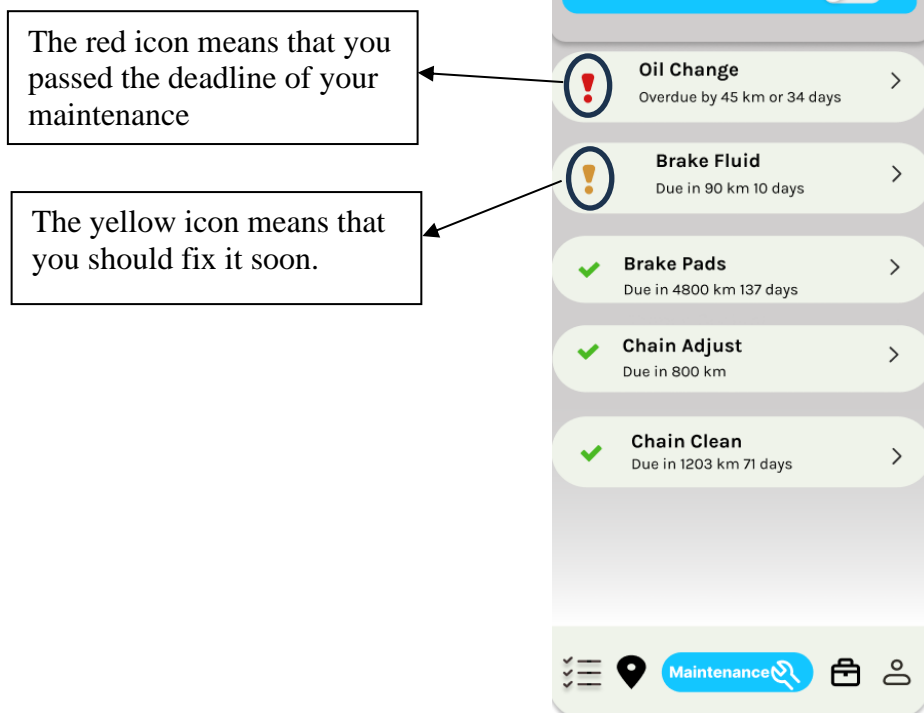 The red icon means that you
passed the deadline of your
maintenance
The yellow icon means that
you should fix it soon.
Oil Change
Overdue by 45 km or 34 days
Brake Fluid
Due in 90 km 10 days
Brake Pads
Due in 4800 km 137 days
Chain Adjust
Due in 800 km
Chain Clean
Due in 1203 km 71 days
Maintenance